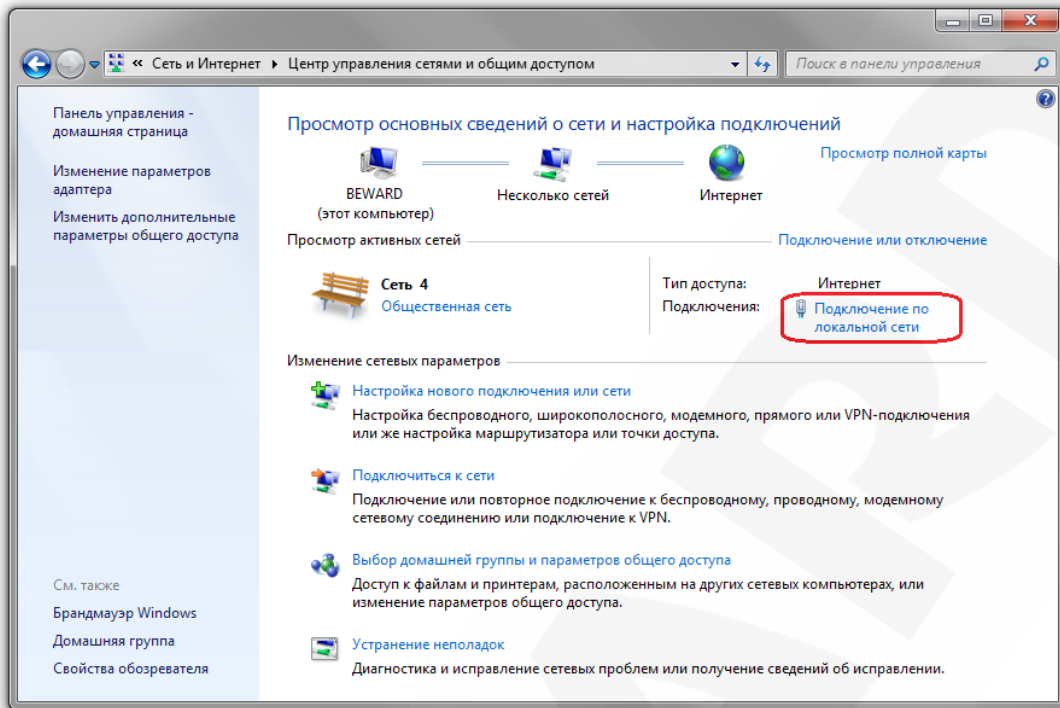 « Сеть и Интернет ▸ Центр управления сетями и общим доступом
Поиск в панели управления
Панель управления -
домашняя страница
Изменение параметров
адаптера
Изменить дополнительные
параметры общего доступа
Просмотр основных сведений о сети и настройка подключений
Просмотр полной карты
BEWARD
(этот компьютер)
Несколько сетей
Интернет
Просмотр активных сетей
Подключение или отключение
Сеть 4
Общественная сеть
Тип доступа: Интернет
Подключения: Подключение по
локальной сети
Изменение сетевых параметров
Настройка нового подключения или сети
Настройка беспроводного, широкополосного, модемного, прямого или VPN-подключения
или же настройка маршрутизатора или точки доступа.
Подключиться к сети
Подключение или повторное подключение к беспроводному, проводному, модемному
сетевому соединению или подключение к VPN.
Выбор домашней группы и параметров общего доступа
Доступ к файлам и принтерам, расположенным на других сетевых компьютерах, или
изменение параметров общего доступа.
Устранение неполадок
Диагностика и исправление сетевых проблем или получение сведений об исправлении.
См. также
Брандмауэр Windows
Домашняя группа
Свойства обозревателя